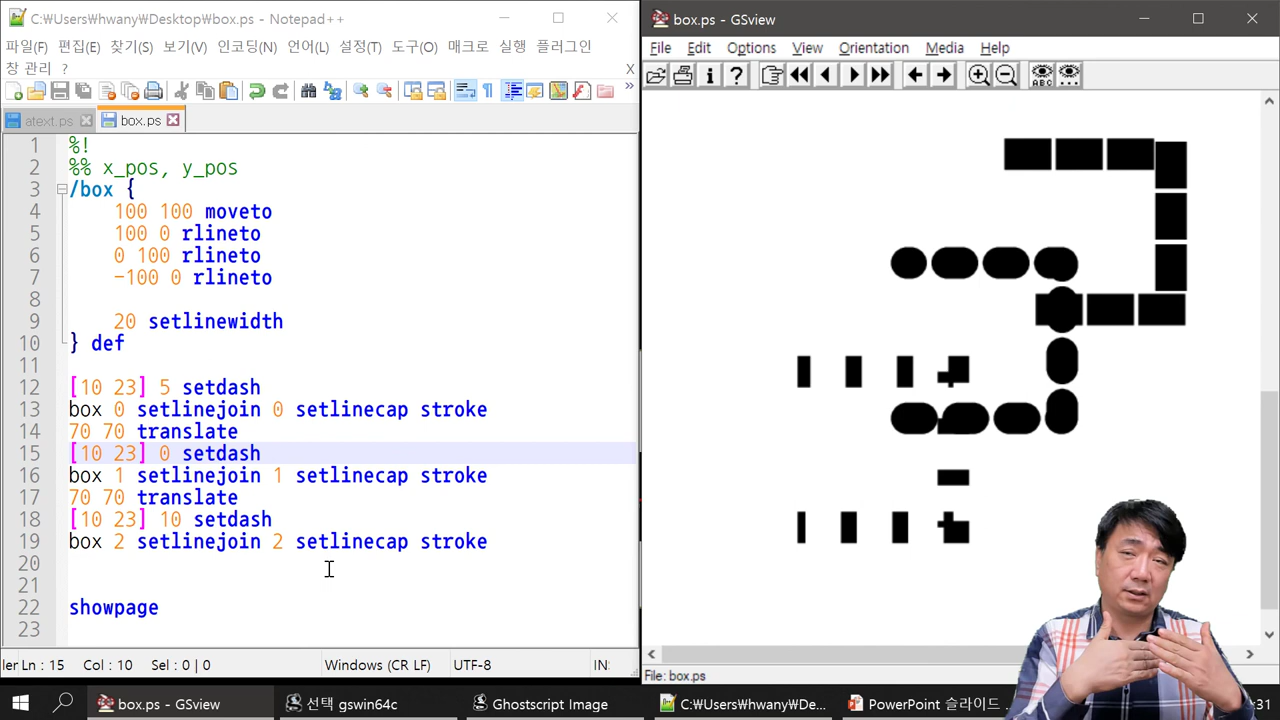 C:₩Users₩hwany₩Desktop₩box.ps - Notepad++
파일(F) 편집(E) 찾기(S) 보기(V) 인코딩(N) 언어(L) 설정(T) 도구(O) 매크로 실행 플러그인
창 관리 ? X
atext.ps box.ps
1 %!
2 %% x_pos, y_pos
3 /box {
4 100 100 moveto
5 100 0 rlineto
6 0 100 rlineto
7 -100 0 rlineto
8
9 20 setlinewidth
10 } def
11
12 [10 23] 5 setdash
13 box 0 setlinejoin 0 setlinecap stroke
14 70 70 translate
15 [10 23] 0 setdash
16 box 1 setlinejoin 1 setlinecap stroke
17 70 70 translate
18 [10 23] 10 setdash
19 box 2 setlinejoin 2 setlinecap stroke
20
21
22 showpage
23
ler Ln : 15 Col : 10 Sel : 0 | 0 Windows (CR LF) UTF-8 IN:
box.ps - GSview
File Edit Options View Orientation Media Help
ABC
File: box.ps
box.ps - GSview 선택 gswin64c Ghostscript Image C:₩Users₩hwany₩De... PowerPoint 슬라이드 :31